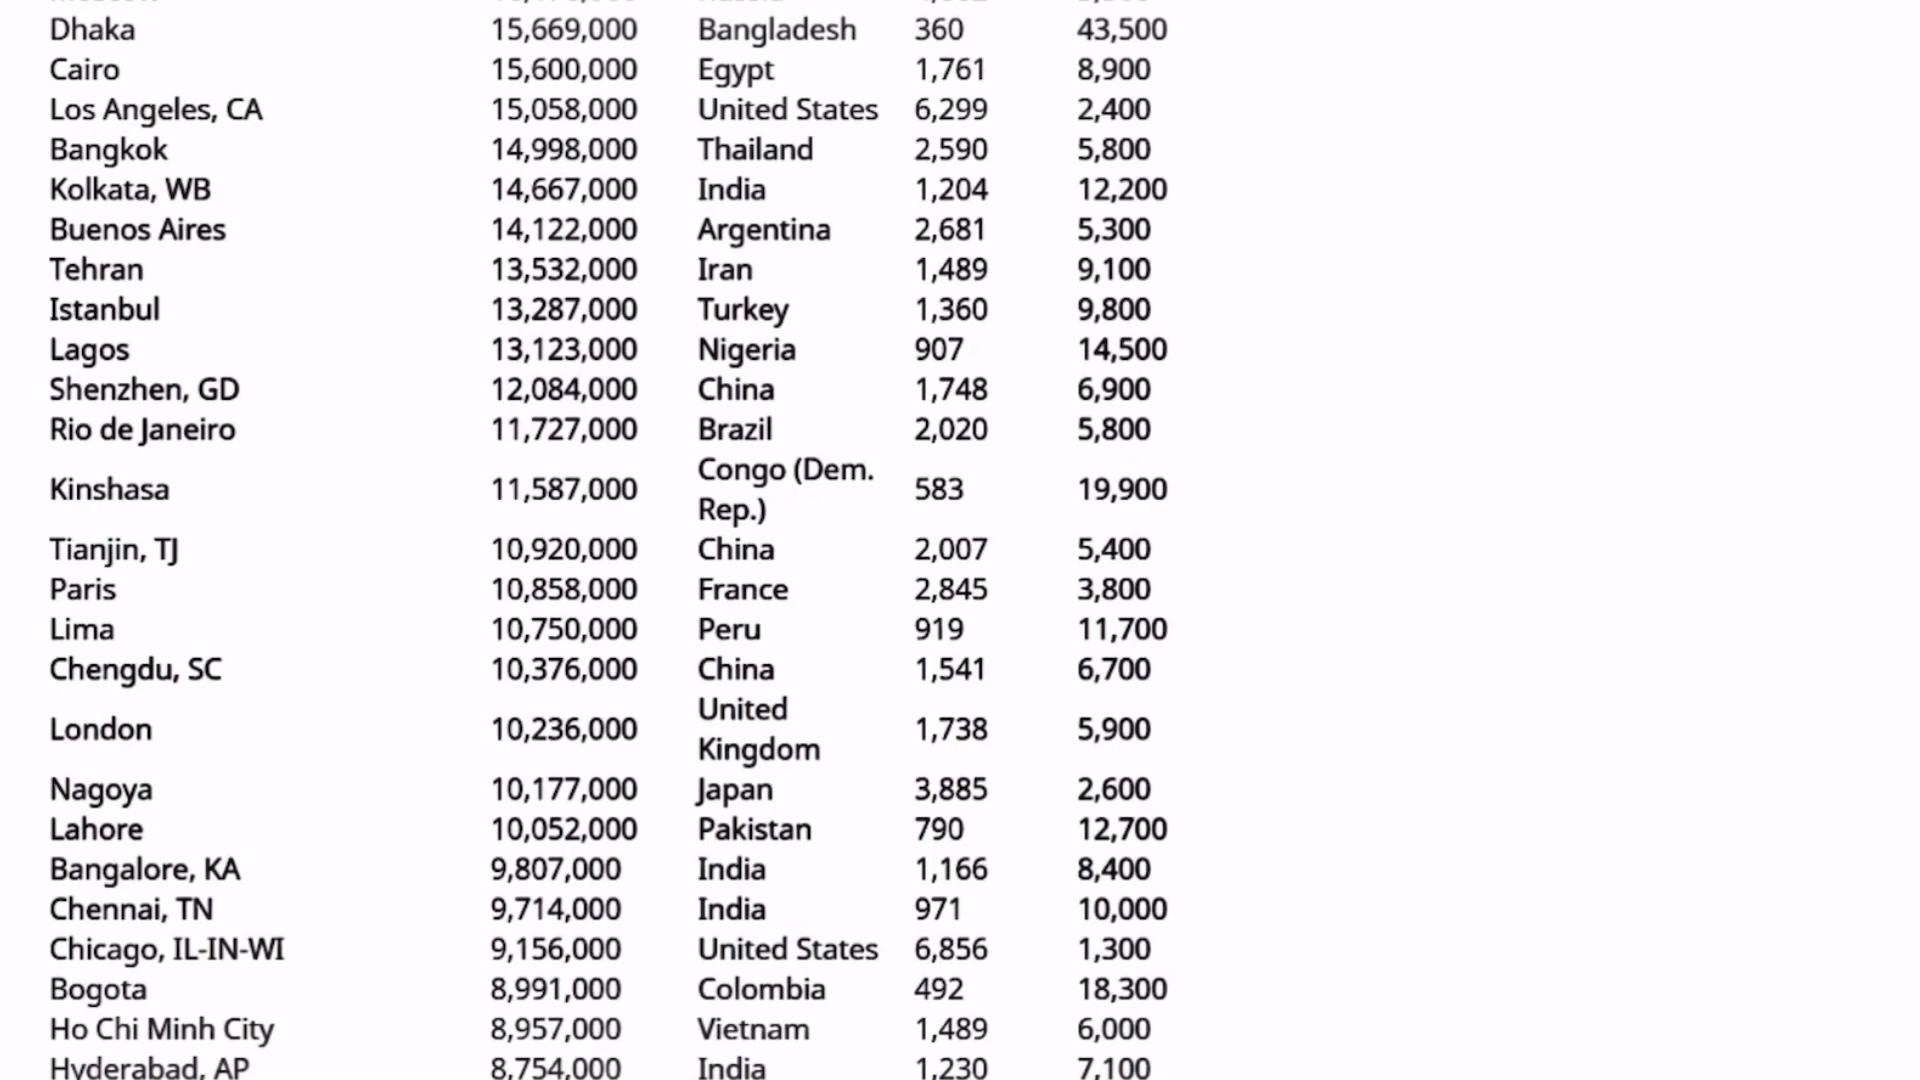 Dhaka 15,669,000 Bangladesh 360 43,500
Cairo 15,600,000 Egypt 1,761 8,900
Los Angeles, CA 15,058,000 United States 6,299 2,400
Bangkok 14,998,000 Thailand 2,590 5,800
Kolkata, WB 14,667,000 India 1,204 12,200
Buenos Aires 14,122,000 Argentina 2,681 5,300
Tehran 13,532,000 Iran 1,489 9,100
Istanbul 13,287,000 Turkey 1,360 9,800
Lagos 13,123,000 Nigeria 907 14,500
Shenzhen, GD 12,084,000 China 1,748 6,900
Rio de Janeiro 11,727,000 Brazil 2,020 5,800
Kinshasa 11,587,000 Congo (Dem. Rep.) 583 19,900
Tianjin, TJ 10,920,000 China 2,007 5,400
Paris 10,858,000 France 2,845 3,800
Lima 10,750,000 Peru 919 11,700
Chengdu, SC 10,376,000 China 1,541 6,700
London 10,236,000 United Kingdom 1,738 5,900
Nagoya 10,177,000 Japan 3,885 2,600
Lahore 10,052,000 Pakistan 790 12,700
Bangalore, KA 9,807,000 India 1,166 8,400
Chennai, TN 9,714,000 India 971 10,000
Chicago, IL-IN-WI 9,156,000 United States 6,856 1,300
Bogota 8,991,000 Colombia 492 18,300
Ho Chi Minh City 8,957,000 Vietnam 1,489 6,000
Hyderabad, AP 8,754,000 India 1,230 7,100